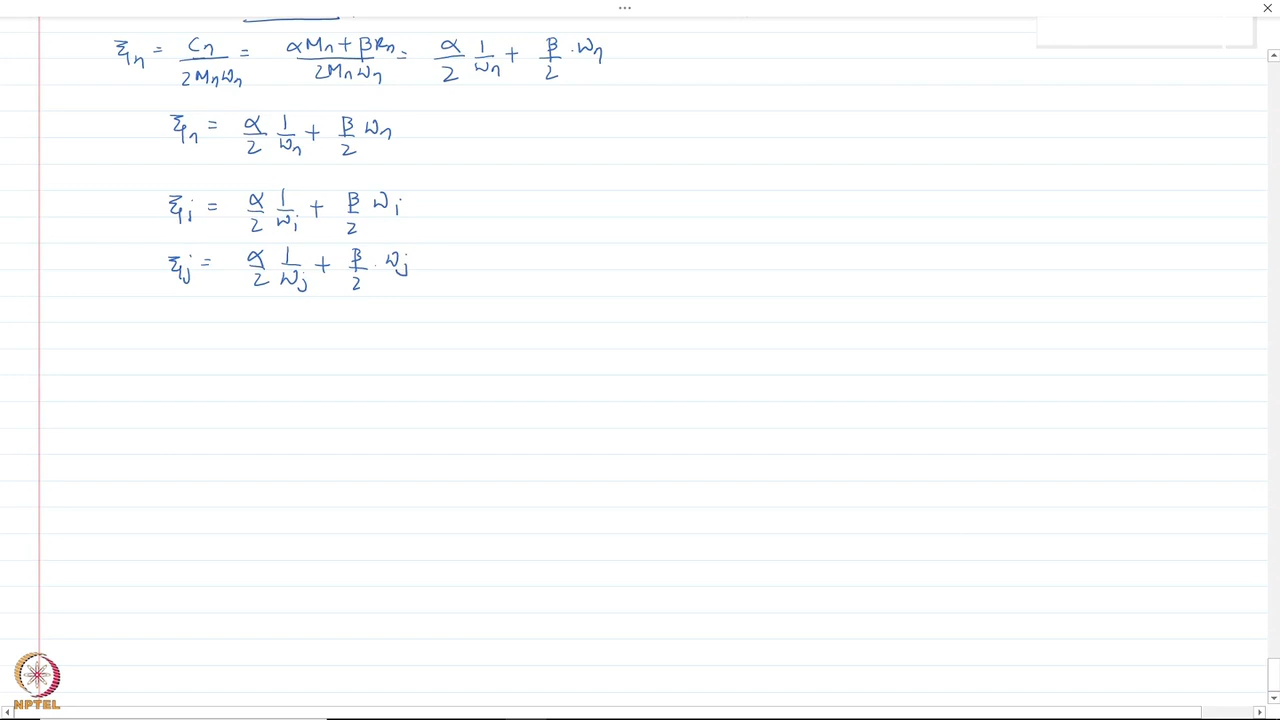 ξn = Cn / 2Mnωn = αMn + βKn / 2Mnωn = α/2 1/ωn + β/2 · ωn
ξn = α/2 1/ωn + β/2 ωn
ξi = α/2 1/ωi + β/2 ωi
ξj = α/2 1/ωj + β/2 · ωj
NPTEL